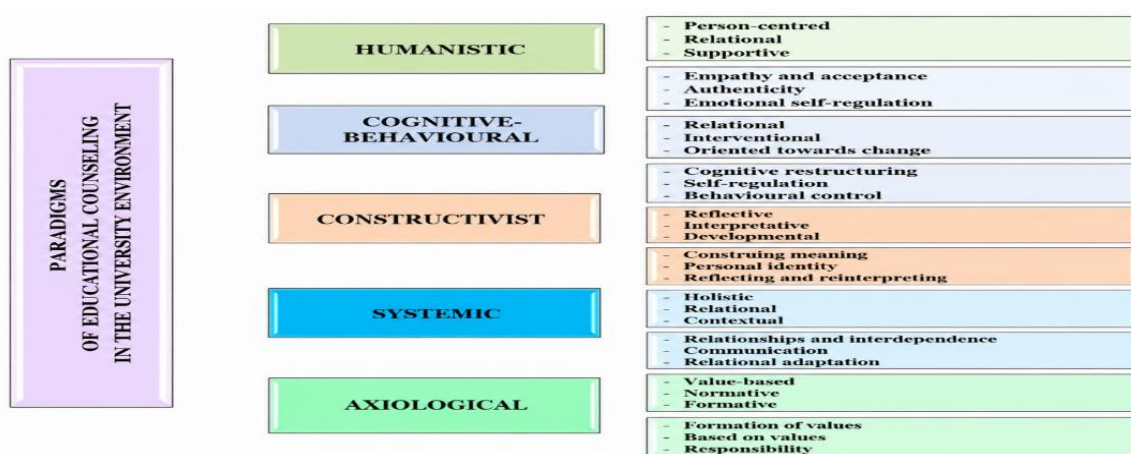 PARADIGMS
OF EDUCATIONAL COUNSELING
IN THE UNIVERSITY ENVIRONMENT
HUMANISTIC
- Person-centred
- Relational
- Supportive
- Empathy and acceptance
- Authenticity
- Emotional self-regulation
COGNITIVE-
BEHAVIOURAL
- Relational
- Interventional
- Oriented towards change
- Cognitive restructuring
- Self-regulation
- Behavioural control
CONSTRUCTIVIST
- Reflective
- Interpretative
- Developmental
- Construing meaning
- Personal identity
- Reflecting and reinterpreting
SYSTEMIC
- Holistic
- Relational
- Contextual
- Relationships and interdependence
- Communication
- Relational adaptation
AXIOLOGICAL
- Value-based
- Normative
- Formative
- Formation of values
- Based on values
- Responsibility